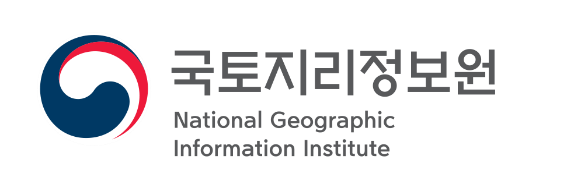 국토지리정보원
National Geographic
Information Institute